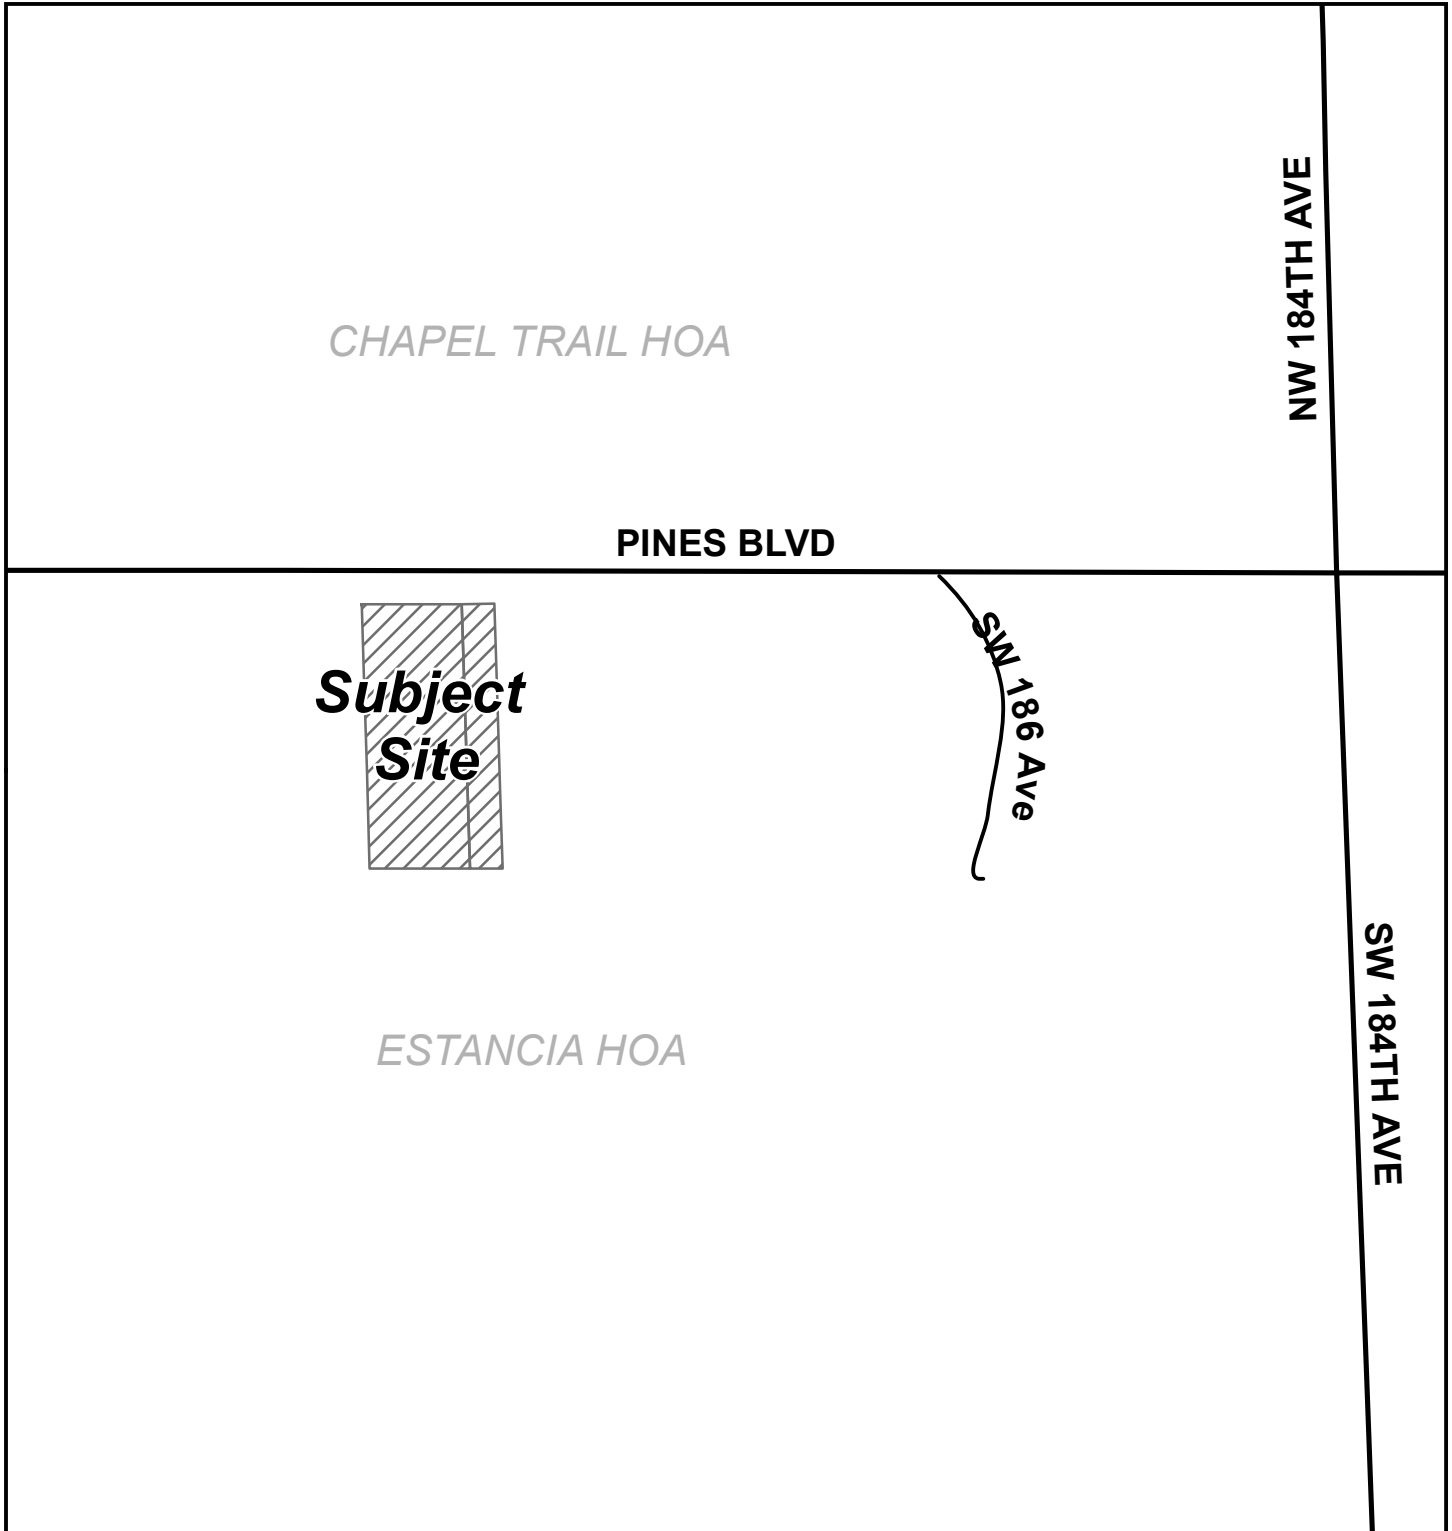 NW 184TH AVE
CHAPEL TRAIL HOA
PINES BLVD
SW 186 Ave
Subject
Site
SW 184TH AVE
ESTANCIA HOA